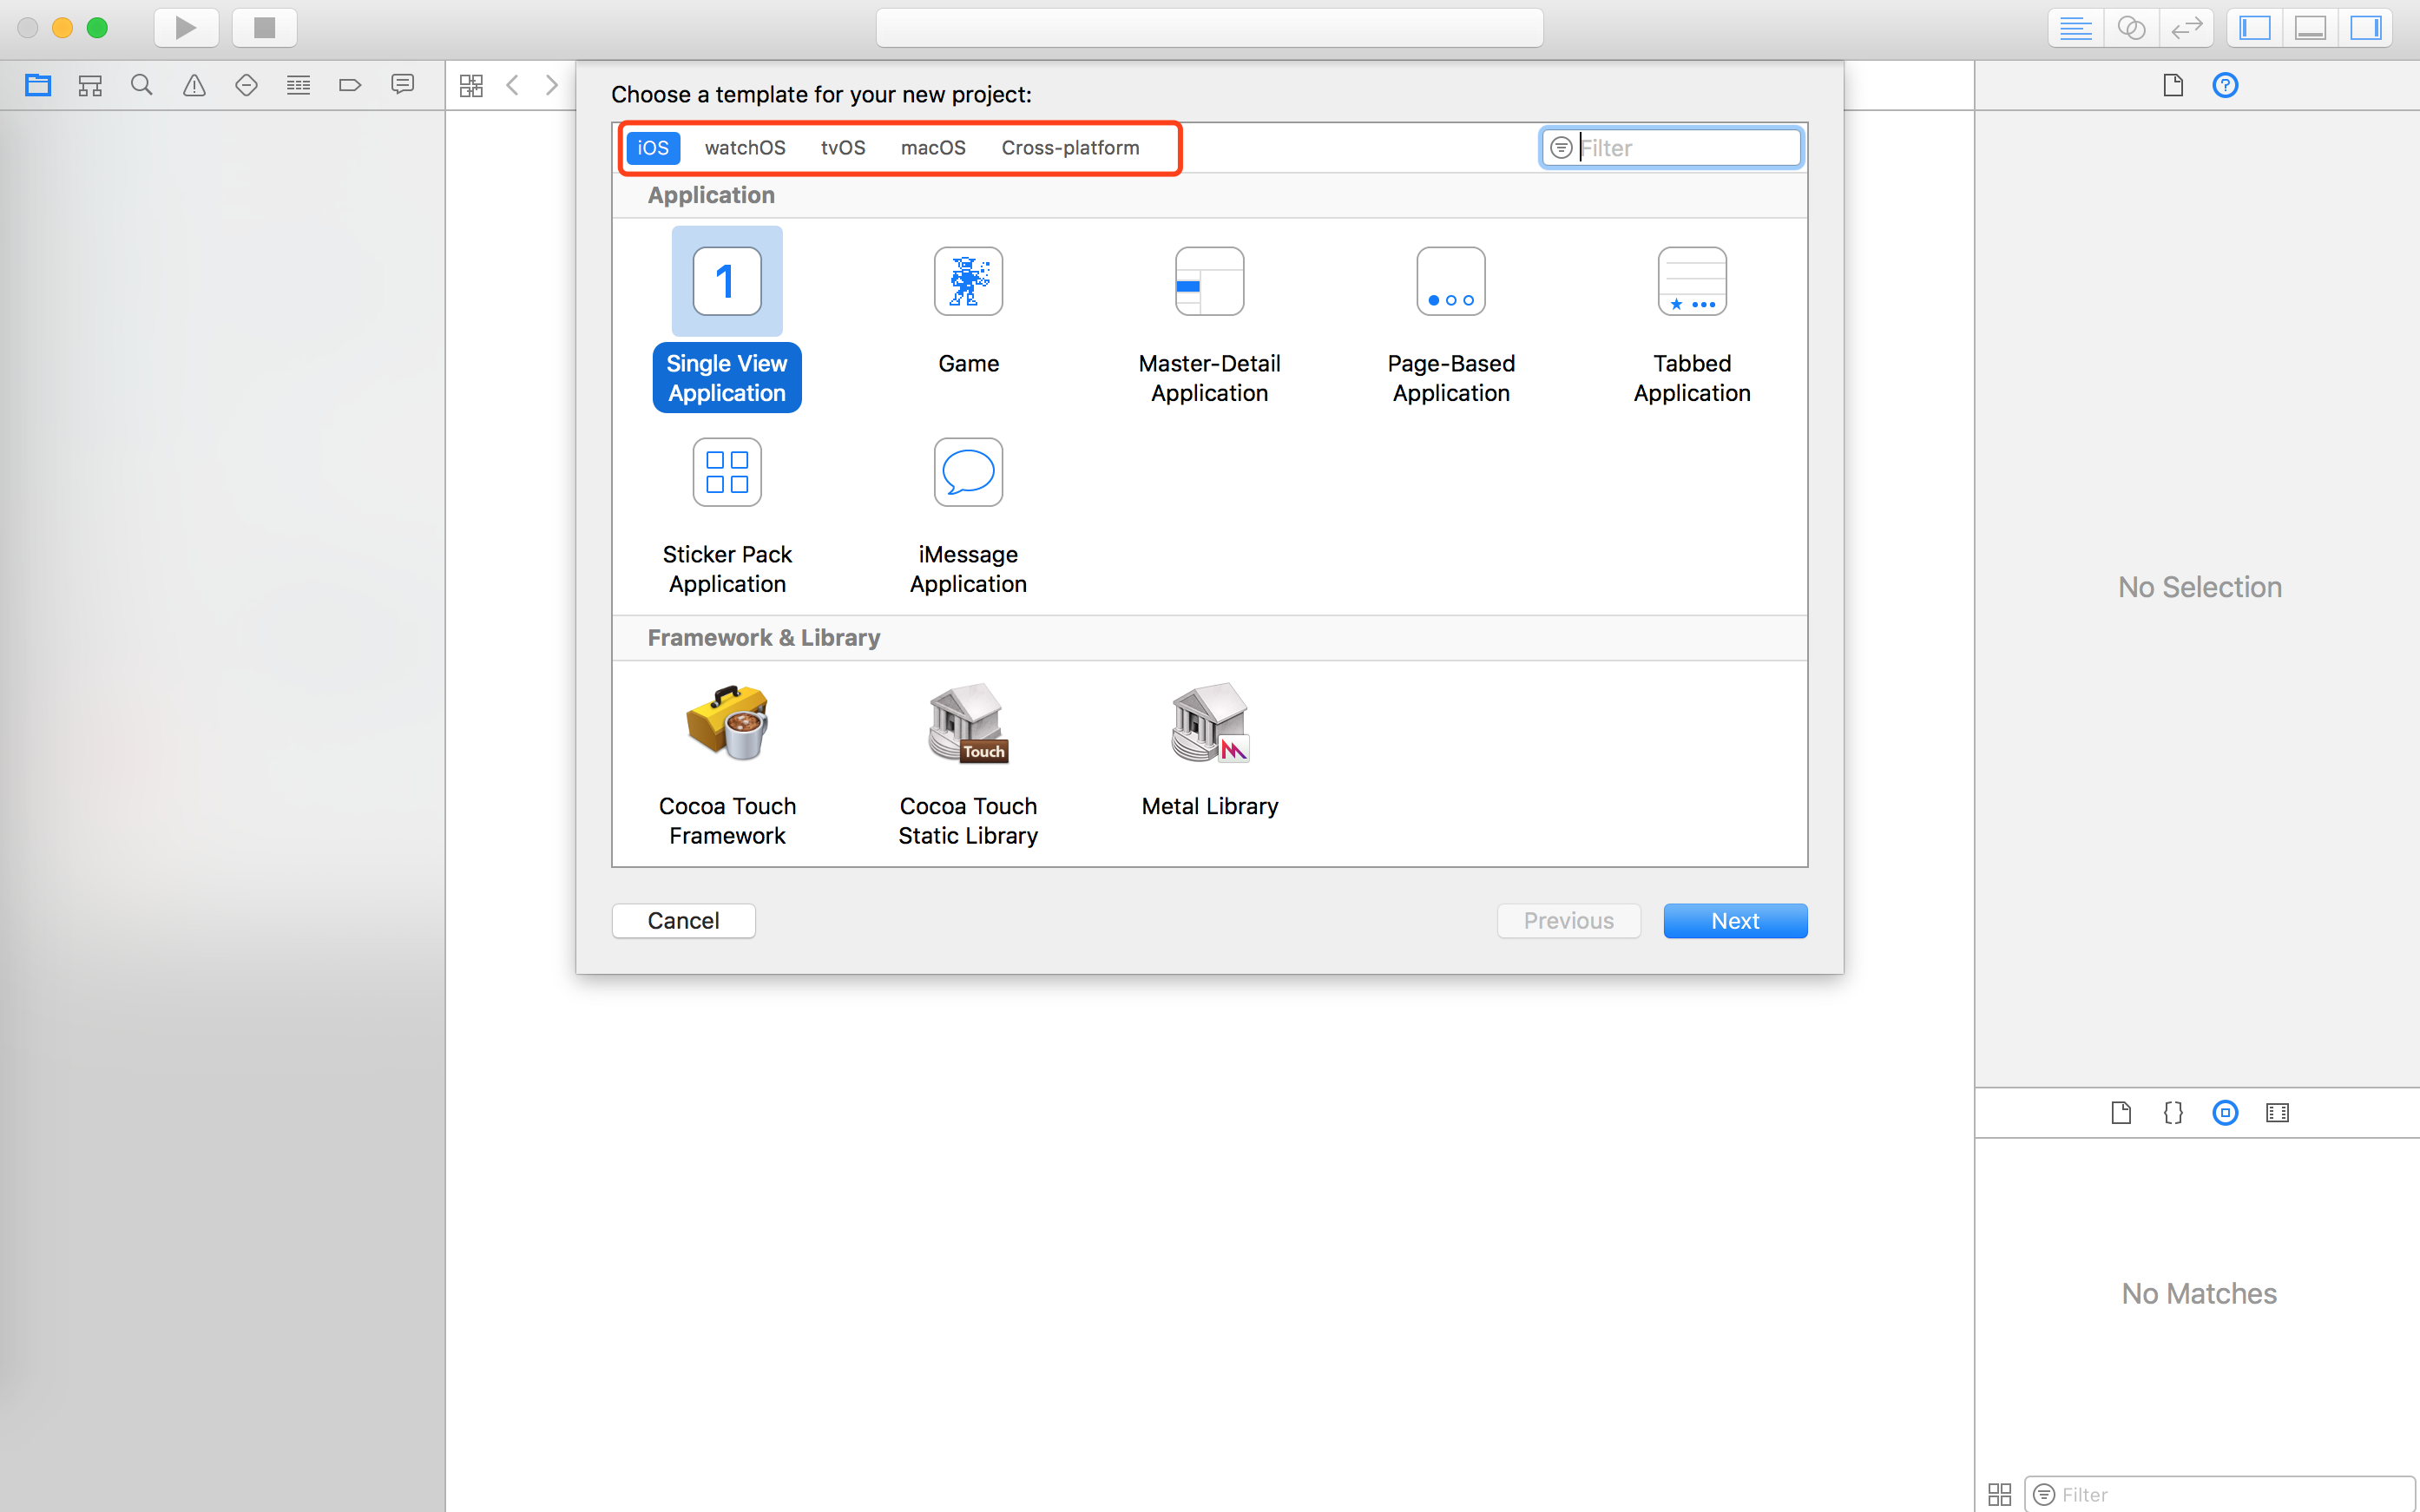 Choose a template for your new project:
iOS watchOS tvOS macOS Cross-platform
Filter
Application
1
Single View
Application
Game
Master-Detail
Application
Page-Based
Application
Tabbed
Application
Sticker Pack
Application
iMessage
Application
Framework & Library
Touch
Cocoa Touch
Framework
Cocoa Touch
Static Library
Metal Library
Cancel
Previous
Next
No Selection
{}
No Matches
Filter